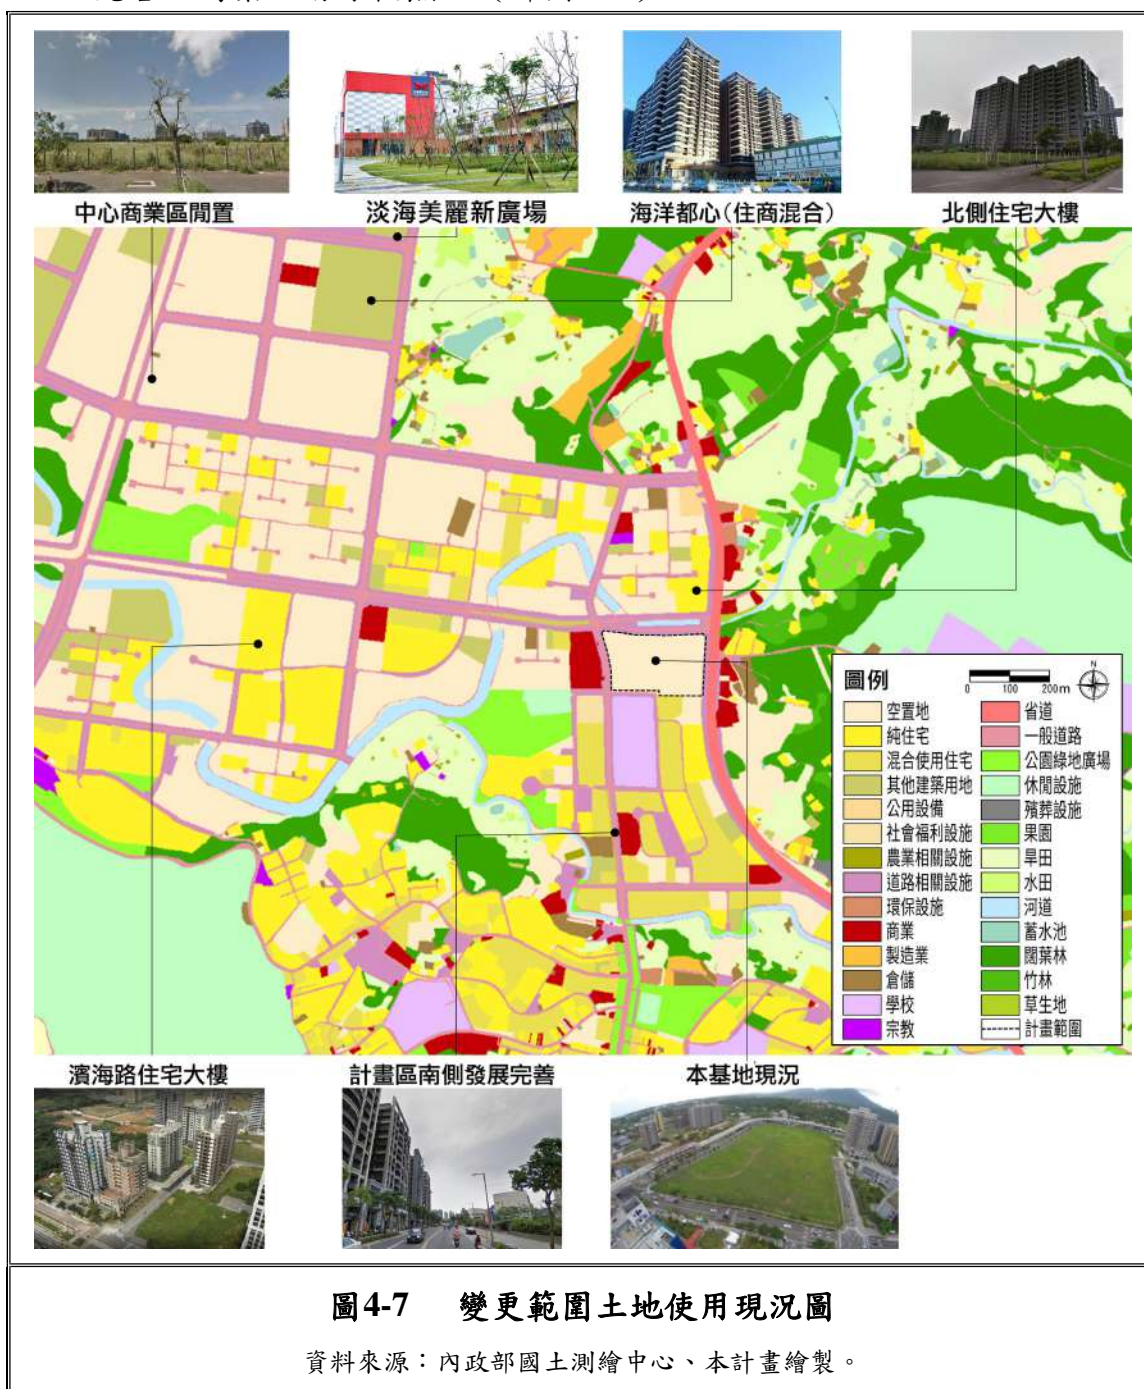 中心商業區閒置
淡海美麗新廣場
海洋都心(住商混合)
北側住宅大樓
圖例
N
0 100 200m
空置地
純住宅
混合使用住宅
其他建築用地
公用設備
社會福利設施
農業相關設施
道路相關設施
環保設施
商業
製造業
倉儲
學校
宗教
省道
一般道路
公園綠地廣場
休閒設施
殯葬設施
果園
旱田
水田
河道
蓄水池
闊葉林
竹林
草生地
計畫範圍
濱海路住宅大樓
計畫區南側發展完善
本基地現況
圖4-7 變更範圍土地使用現況圖
資料來源：內政部國土測繪中心、本計畫繪製。